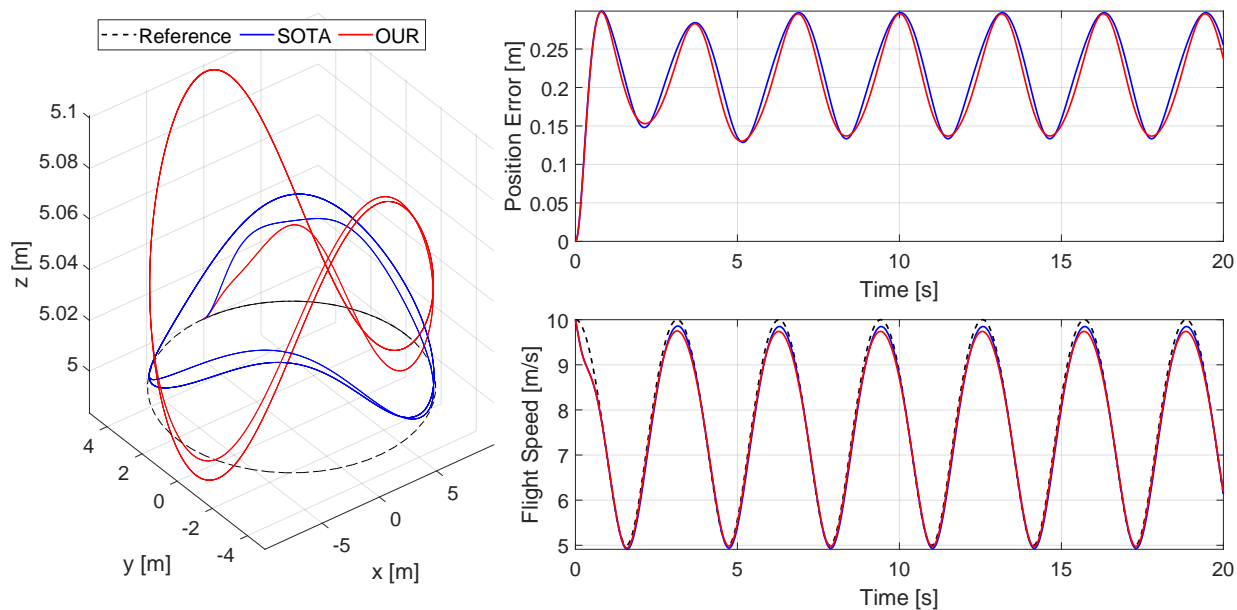 Reference SOTA OUR
5.1
5.08
5.06
5.04
5.02
5
z [m]
4
2
0
-2
-4
y [m]
-5
0
5
x [m]
0.25
0.2
0.15
0.1
0.05
0
Position Error [m]
0 5 10 15 20
Time [s]
10
9
8
7
6
5
Flight Speed [m/s]
0 5 10 15 20
Time [s]